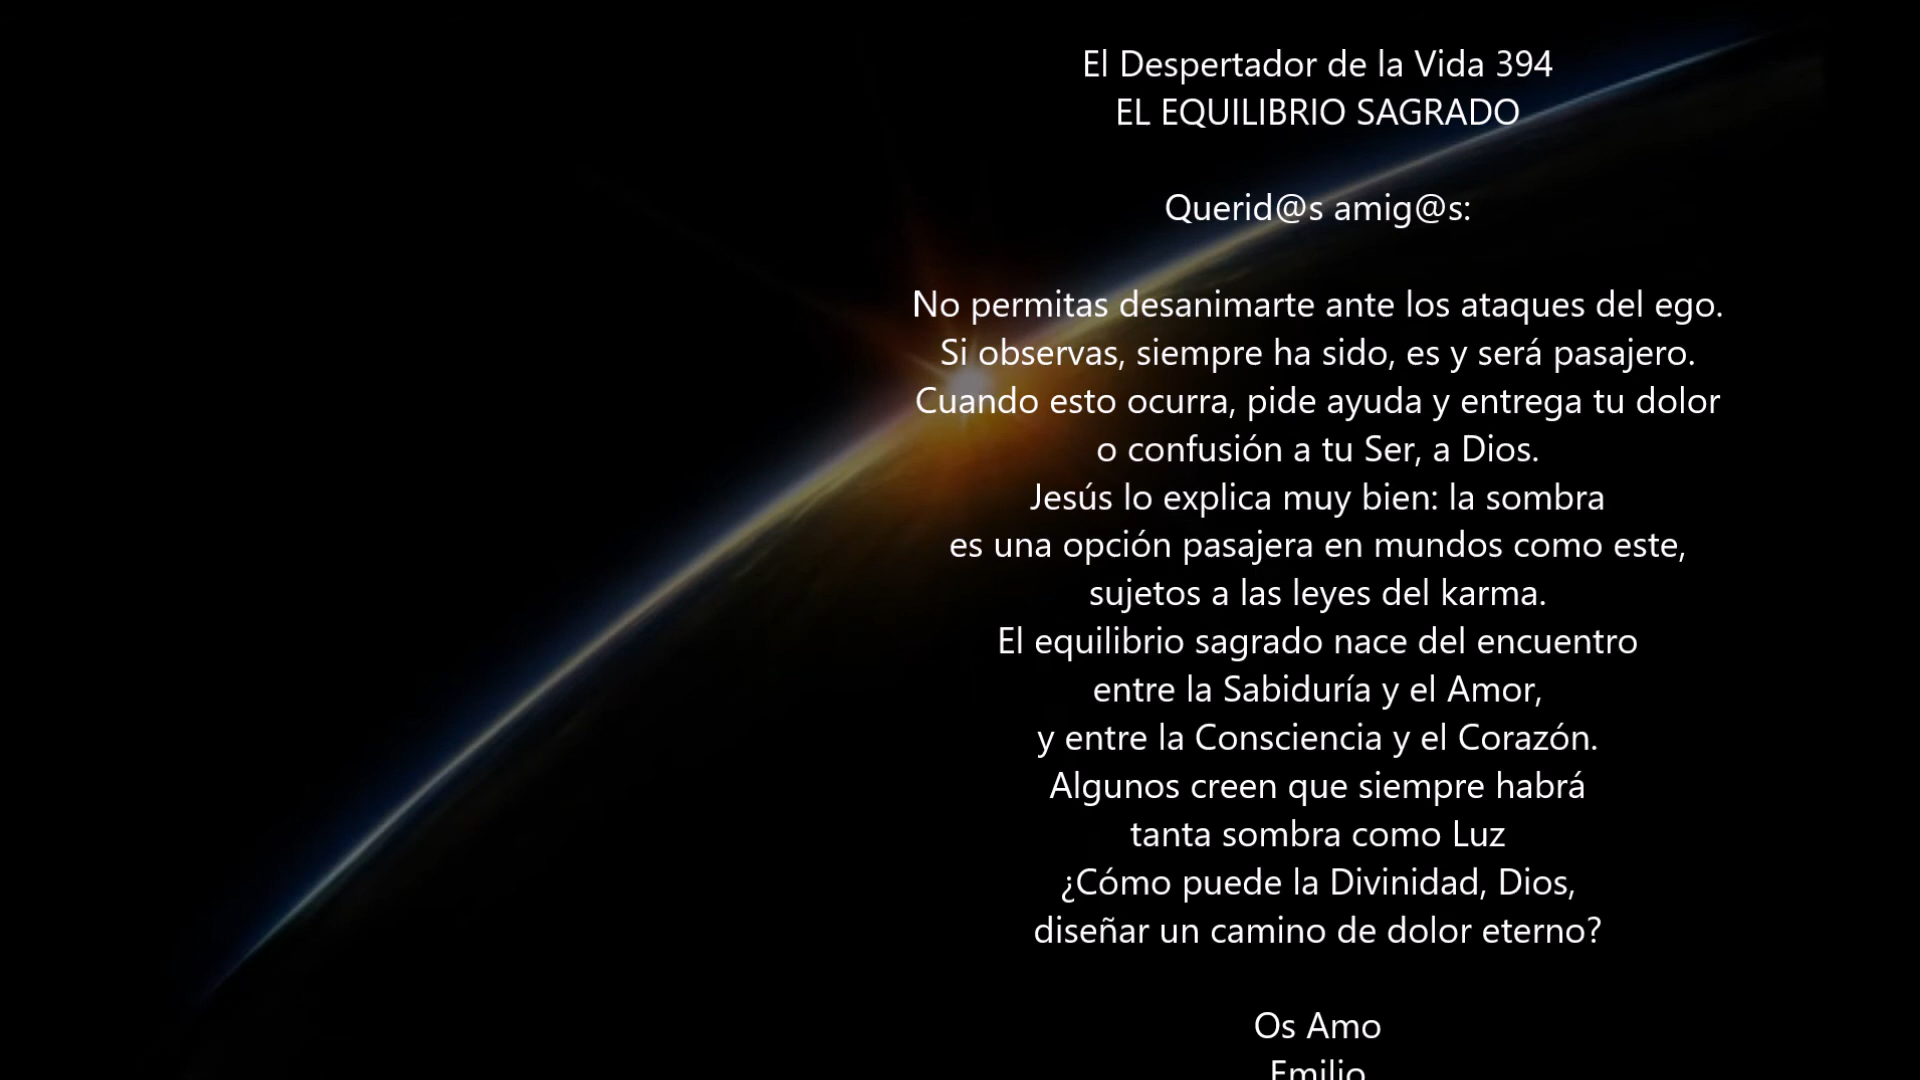 El Despertador de la Vida 394
EL EQUILIBRIO SAGRADO
Querid@s amig@s:
No permitas desanimarte ante los ataques del ego.
Si observas, siempre ha sido, es y será pasajero.
Cuando esto ocurra, pide ayuda y entrega tu dolor
o confusión a tu Ser, a Dios.
Jesús lo explica muy bien: la sombra
es una opción pasajera en mundos como este,
sujetos a las leyes del karma.
El equilibrio sagrado nace del encuentro
entre la Sabiduría y el Amor,
y entre la Consciencia y el Corazón.
Algunos creen que siempre habrá
tanta sombra como Luz
¿Cómo puede la Divinidad, Dios,
diseñar un camino de dolor eterno?
Os Amo
Emilio